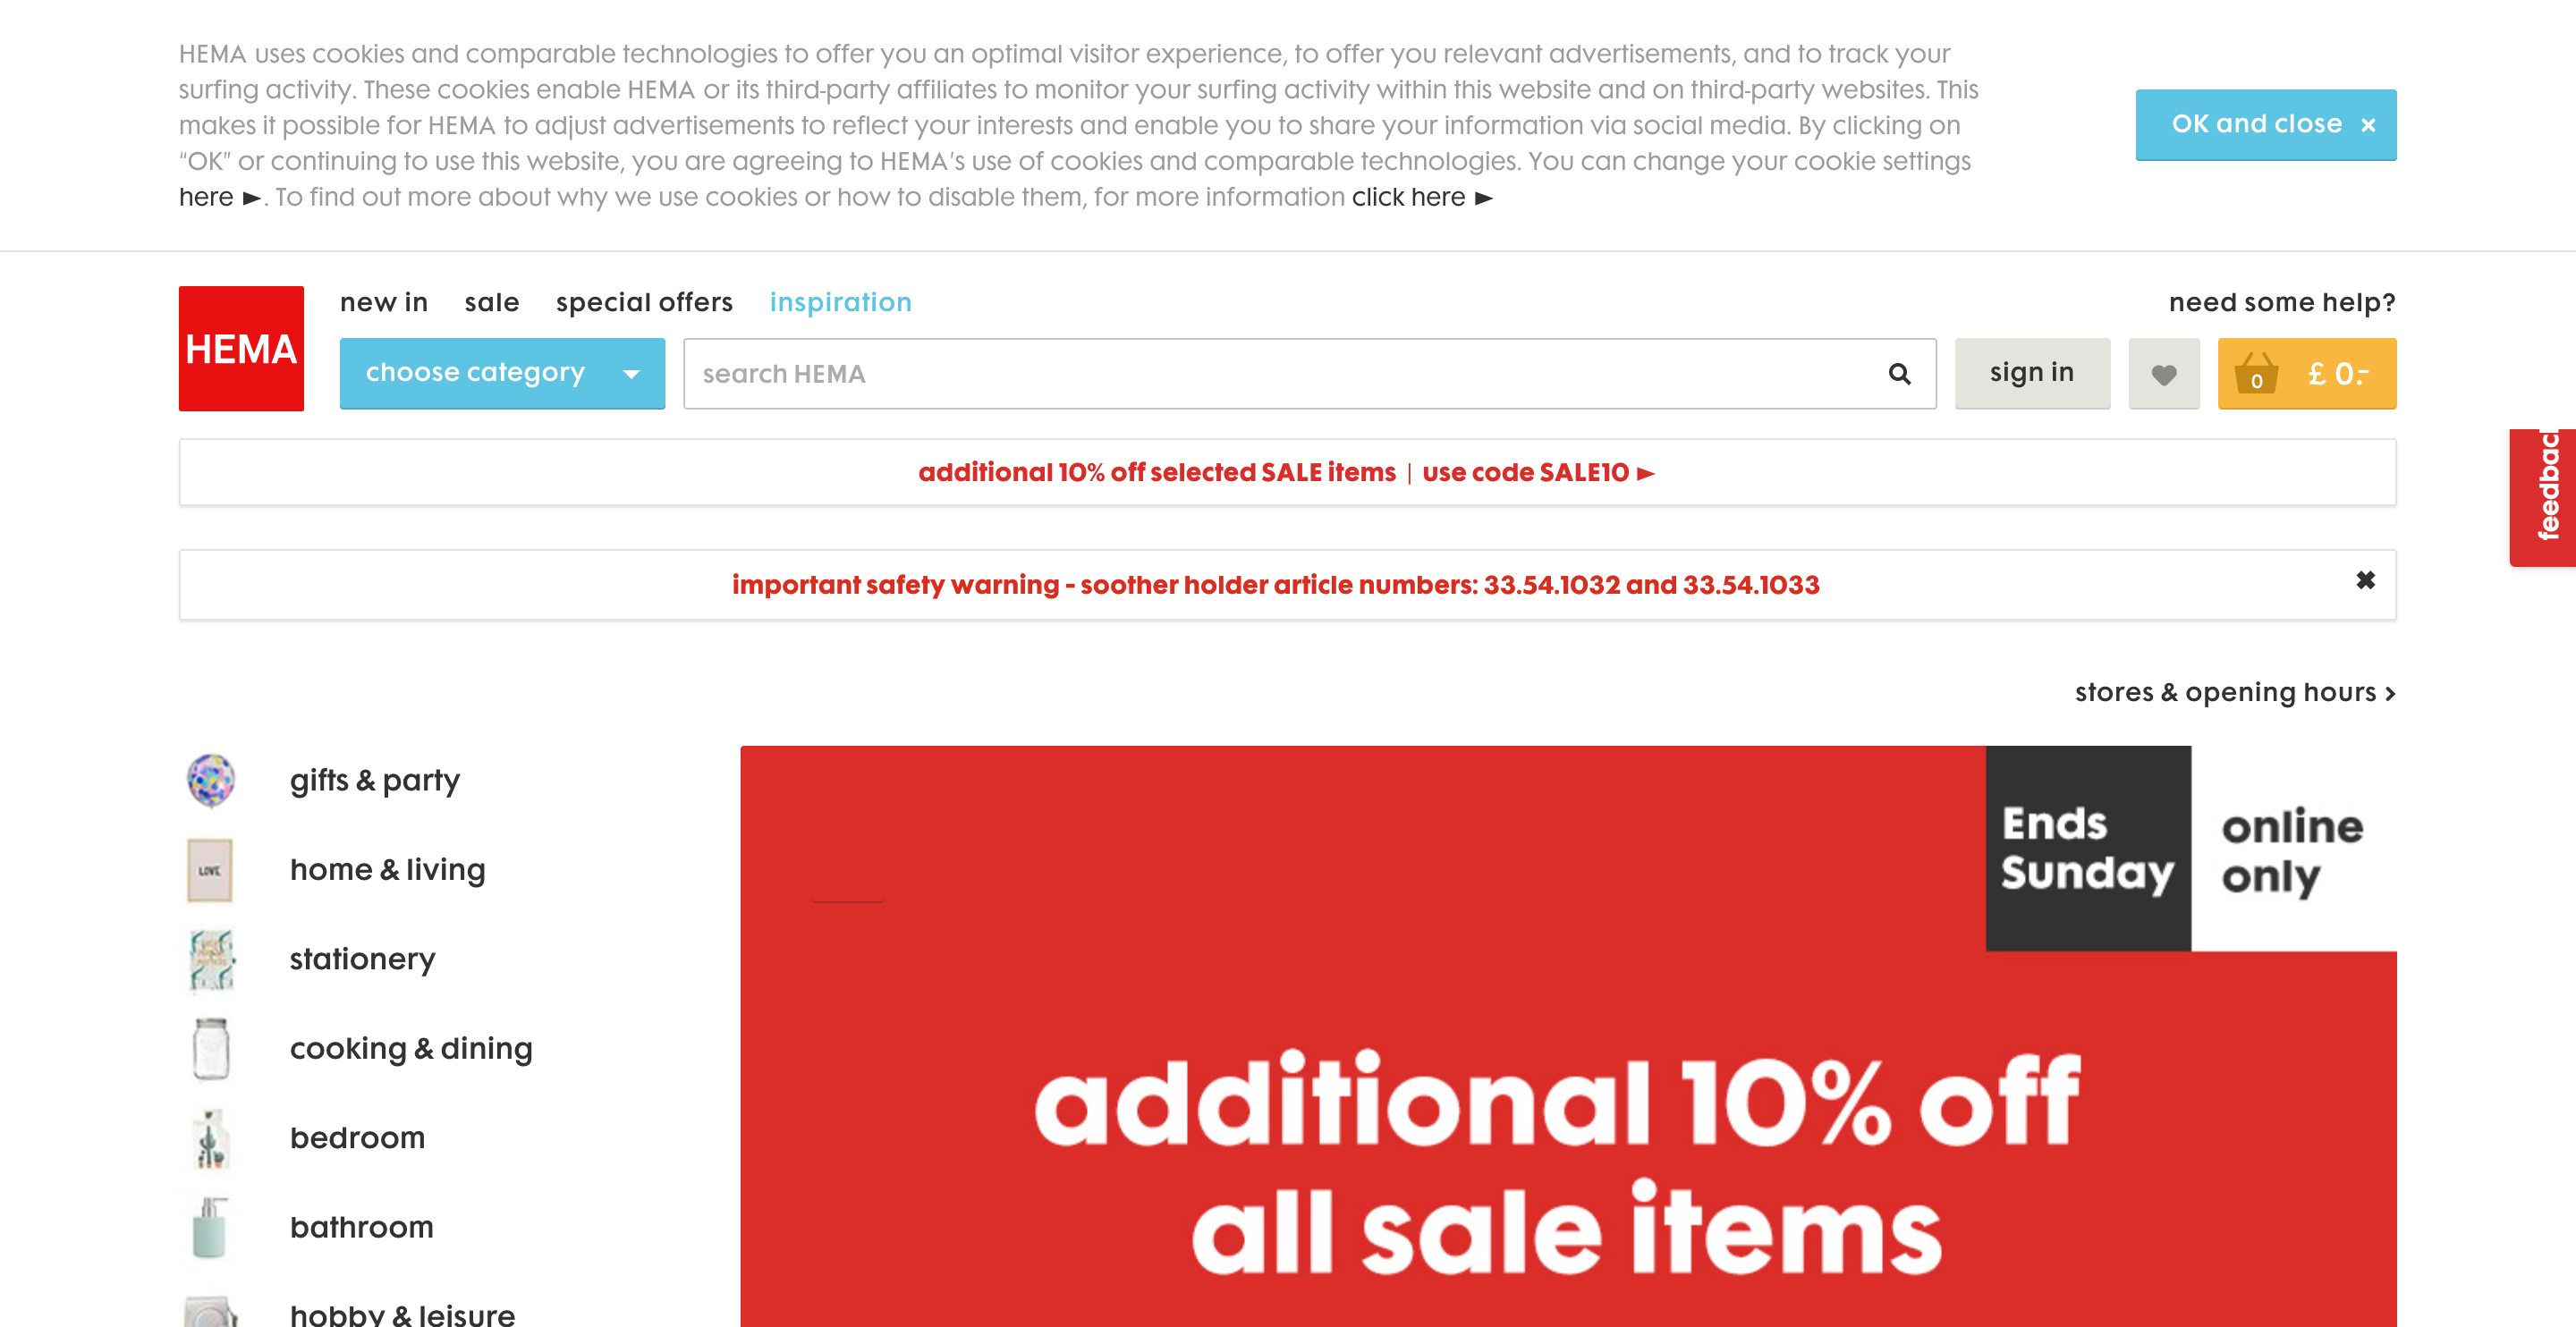 HEMA uses cookies and comparable technologies to offer you an optimal visitor experience, to offer you relevant advertisements, and to track your
surfing activity. These cookies enable HEMA or its third-party affiliates to monitor your surfing activity within this website and on third-party websites. This
makes it possible for HEMA to adjust advertisements to reflect your interests and enable you to share your information via social media. By clicking on
“OK” or continuing to use this website, you are agreeing to HEMA's use of cookies and comparable technologies. You can change your cookie settings
here ►. To find out more about why we use cookies or how to disable them, for more information click here ►
OK and close ×
HEMA
new in sale special offers inspiration
need some help?
choose category
search HEMA
sign in
0
£ 0.-
additional 10% off selected SALE items | use code SALE10 ►
feedbac
important safety warning - soother holder article numbers: 33.54.1032 and 33.54.1033 ✖
stores & opening hours >
gifts & party
LOVE
home & living
stationery
cooking & dining
bedroom
bathroom
hobby & leisure
Ends
Sunday
online
only
additional 10% off
all sale items